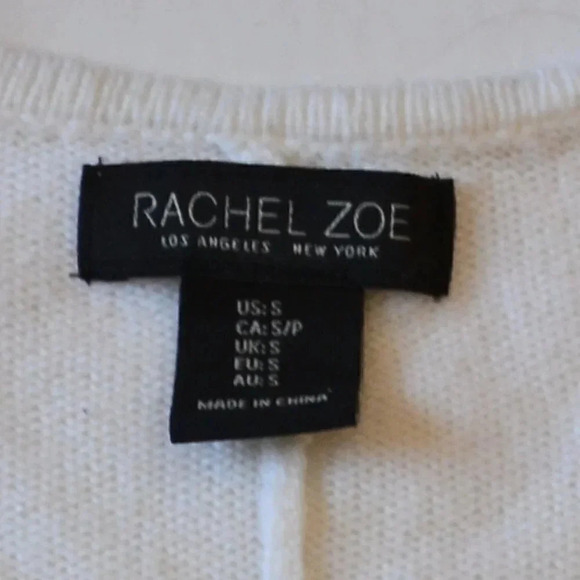 RACHEL ZOE
LOS ANGELES NEW YORK
US: S
CA: S/P
UK: S
EU: S
AU: S
MADE IN CHINA